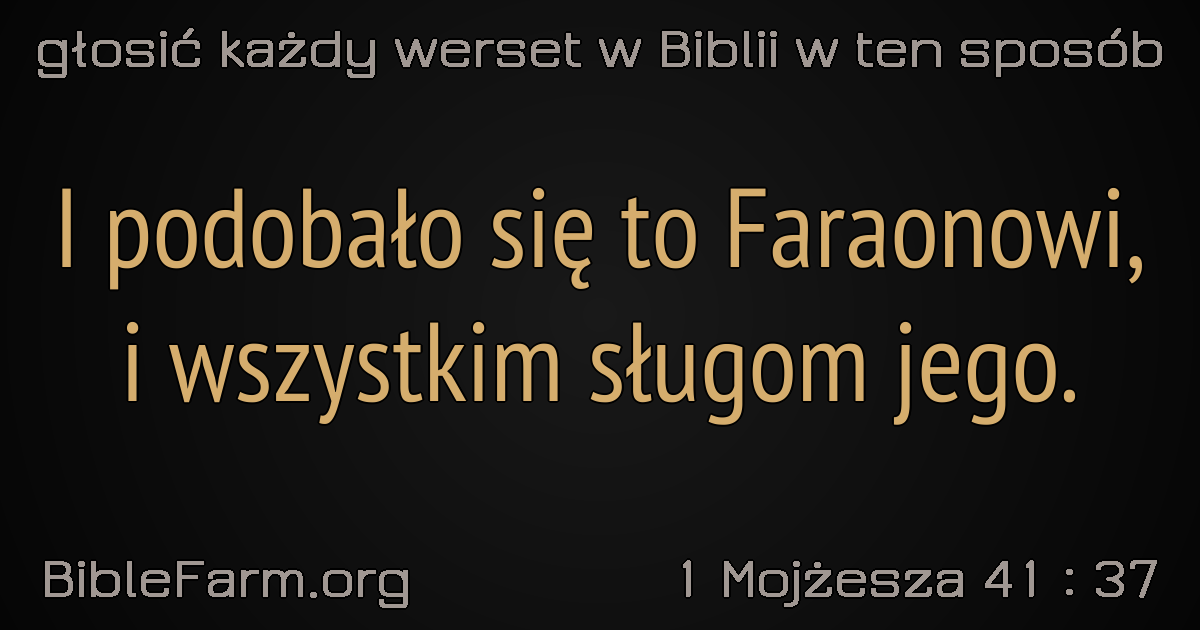 głosić każdy werset w Biblii w ten sposób
I podobało się to Faraonowi,
i wszystkim sługom jego.
BibleFarm.org
1 Mojżesza 41 : 37